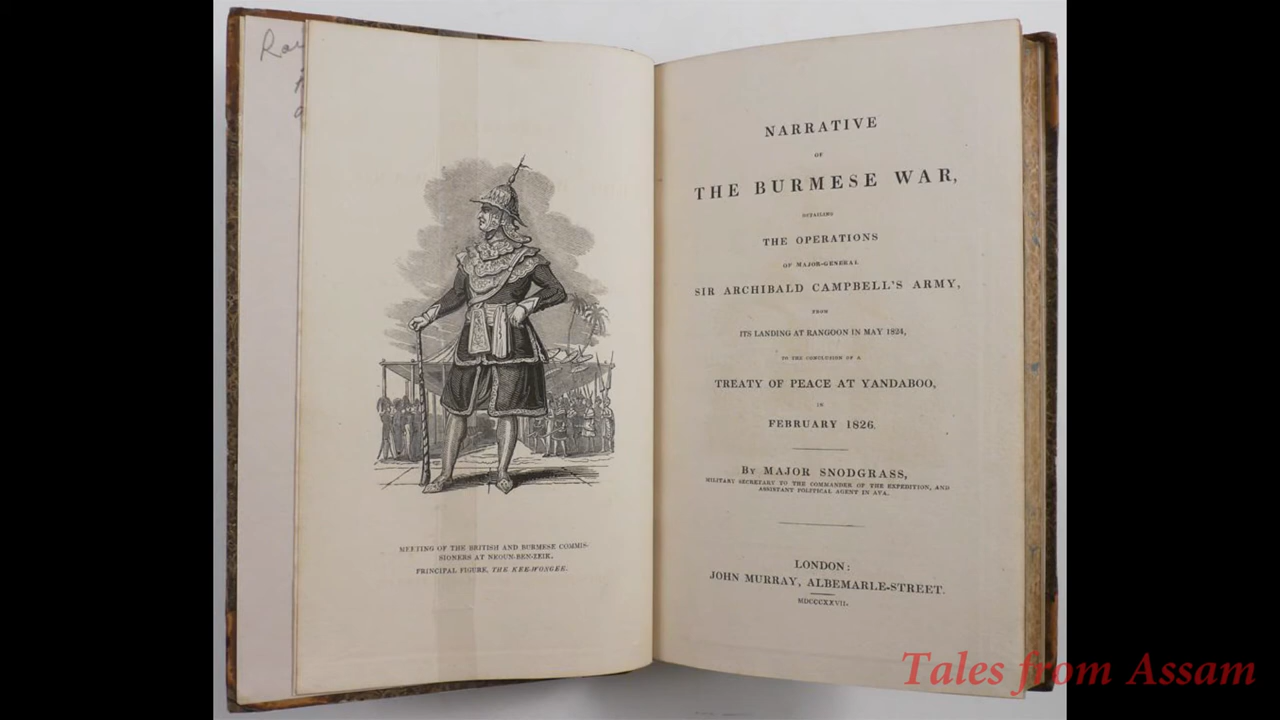 MEETING OF THE BRITISH AND BURMESE COMMIS-
SIONERS AT NEOUN-BEN-ZEIK.
PRINCIPAL FIGURE, THE KEE-WONGEE.
NARRATIVE
OF
THE BURMESE WAR,
DETAILING
THE OPERATIONS
OF MAJOR-GENERAL
SIR ARCHIBALD CAMPBELL'S ARMY,
FROM
ITS LANDING AT RANGOON IN MAY 1824,
TO THE CONCLUSION OF A
TREATY OF PEACE AT YANDABOO,
IN
FEBRUARY 1826.
BY MAJOR SNODGRASS,
MILITARY SECRETARY TO THE COMMANDER OF THE EXPEDITION, AND
ASSISTANT POLITICAL AGENT IN AVA.
LONDON:
JOHN MURRAY, ALBEMARLE-STREET.
MDCCCXXVII.
Tales from Assam